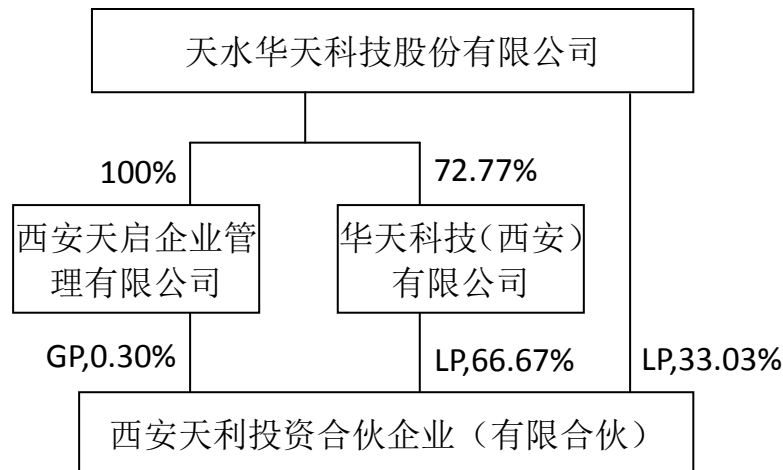 天水华天科技股份有限公司
100%
72.77%
西安天启企业管
理有限公司
华天科技(西安)
有限公司
GP,0.30%
LP,66.67%
LP,33.03%
西安天利投资合伙企业（有限合伙）